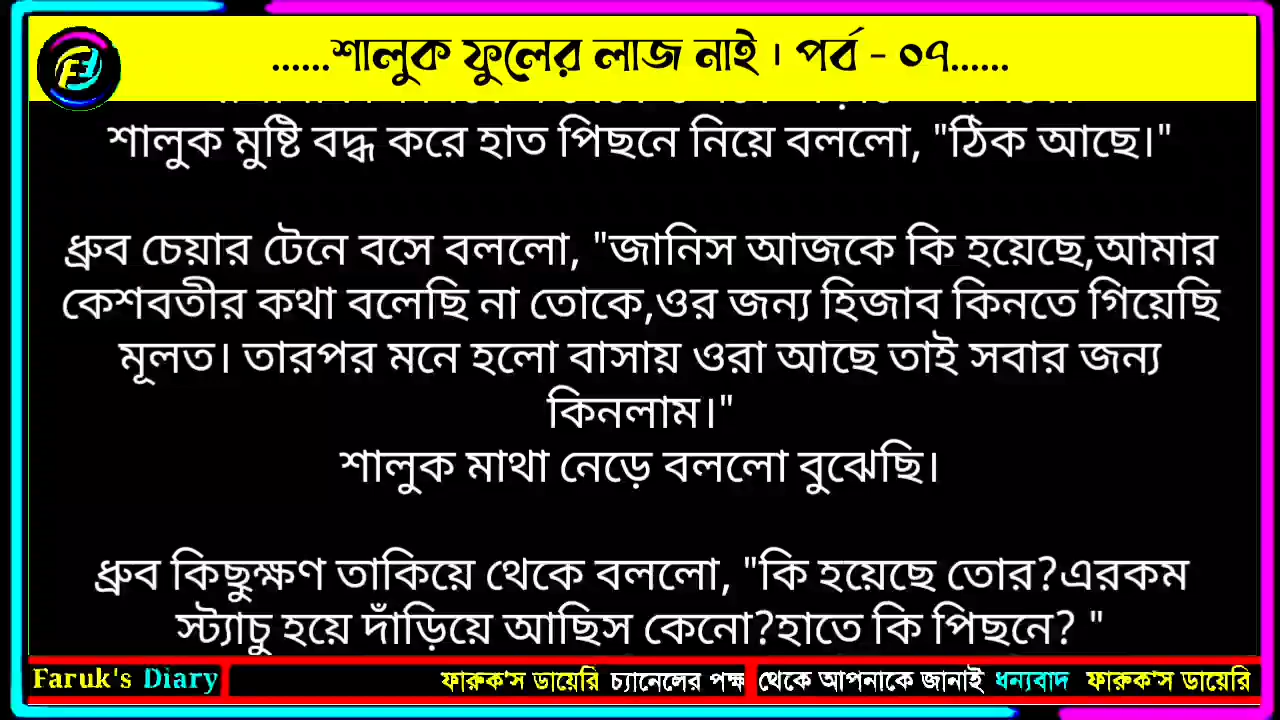 ......শালুক ফুলের লাজ নাই । পর্ব - ০৭......
শালুক মুষ্টি বদ্ধ করে হাত পিছনে নিয়ে বললো, "ঠিক আছে।"
ধ্রুব চেয়ার টেনে বসে বললো, "জানিস আজকে কি হয়েছে,আমার
কেশবতীর কথা বলেছি না তোকে,ওর জন্য হিজাব কিনতে গিয়েছি
মূলত। তারপর মনে হলো বাসায় ওরা আছে তাই সবার জন্য
কিনলাম।"
শালুক মাথা নেড়ে বললো বুঝেছি।
ধ্রুব কিছুক্ষণ তাকিয়ে থেকে বললো, "কি হয়েছে তোর?এরকম
স্ট্যাচু হয়ে দাঁড়িয়ে আছিস কেনো?হাতে কি পিছনে? "
Faruk's Diary ফারুক'স ডায়েরি চ্যানেলের পক্ষ থেকে আপনাকে জানাই ধন্যবাদ ফারুক'স ডায়েরি